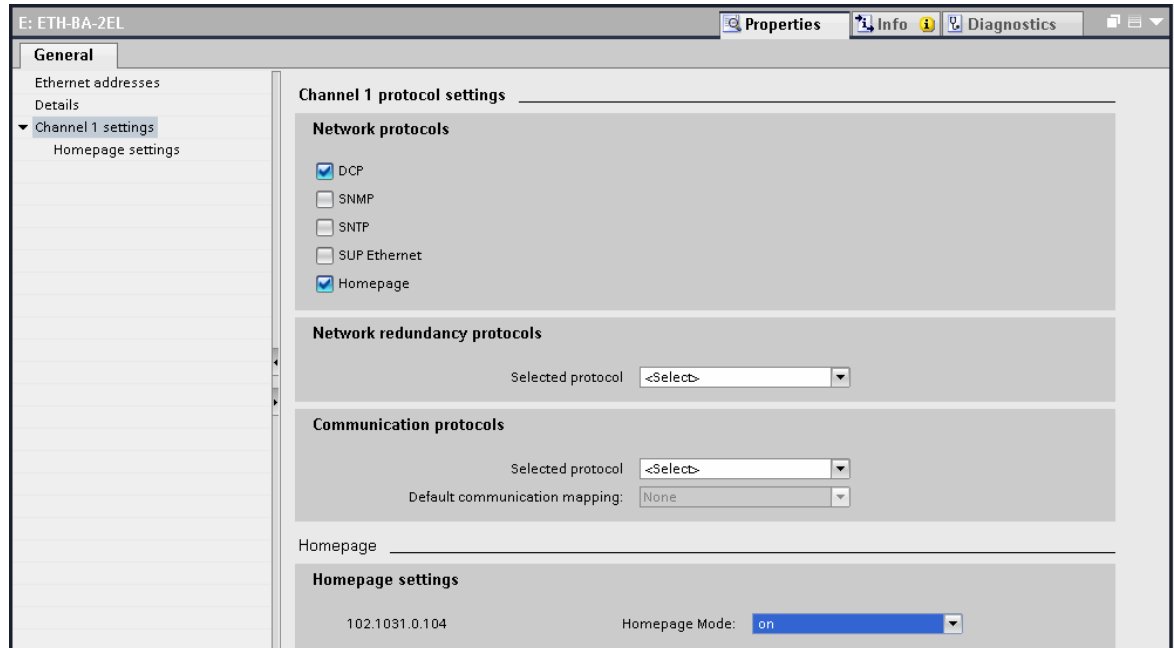 E: ETH-BA-2EL
Properties
Info
Diagnostics
General
Ethernet addresses
Details
Channel 1 settings
Homepage settings
Channel 1 protocol settings
Network protocols
DCP
SNMP
SNTP
SUP Ethernet
Homepage
Network redundancy protocols
Selected protocol <Select>
Communication protocols
Selected protocol <Select>
Default communication mapping: None
Homepage
Homepage settings
102.1031.0.104 Homepage Mode: on